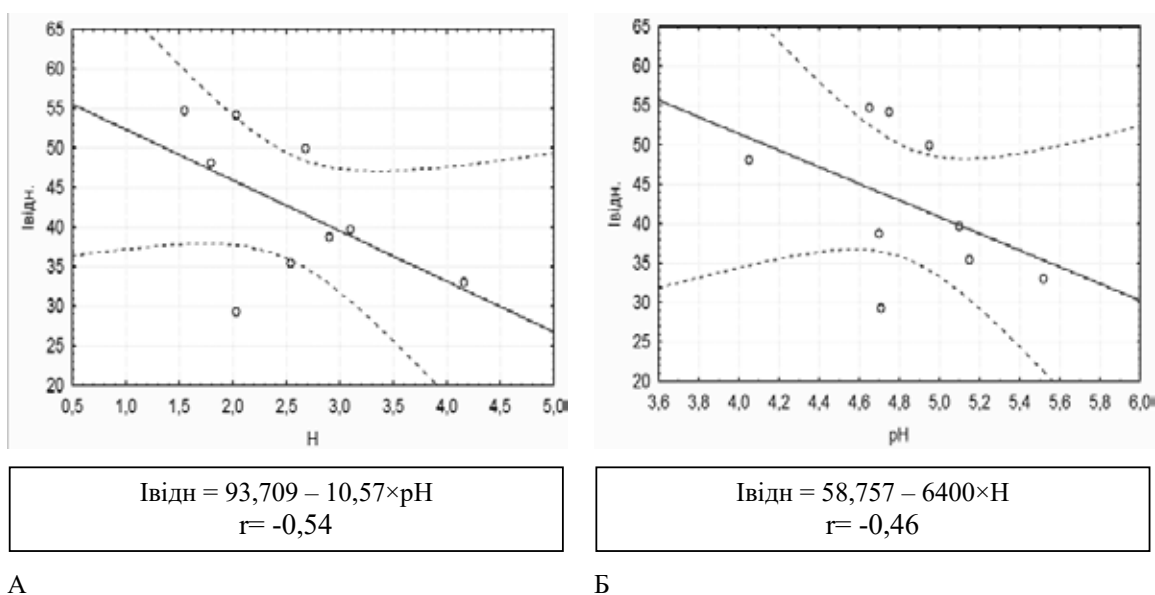 65
60
55
50
45
40
35
30
25
20
Івідн.
0,5 1,0 1,5 2,0 2,5 3,0 3,5 4,0 4,5 5,0
H
65
60
55
50
45
40
35
30
25
20
Івідн.
3,6 3,8 4,0 4,2 4,4 4,6 4,8 5,0 5,2 5,4 5,6 5,8 6,0
pH
Івідн = 93,709 – 10,57×pH
r= -0,54
Івідн = 58,757 – 6400×H
r= -0,46
А
Б